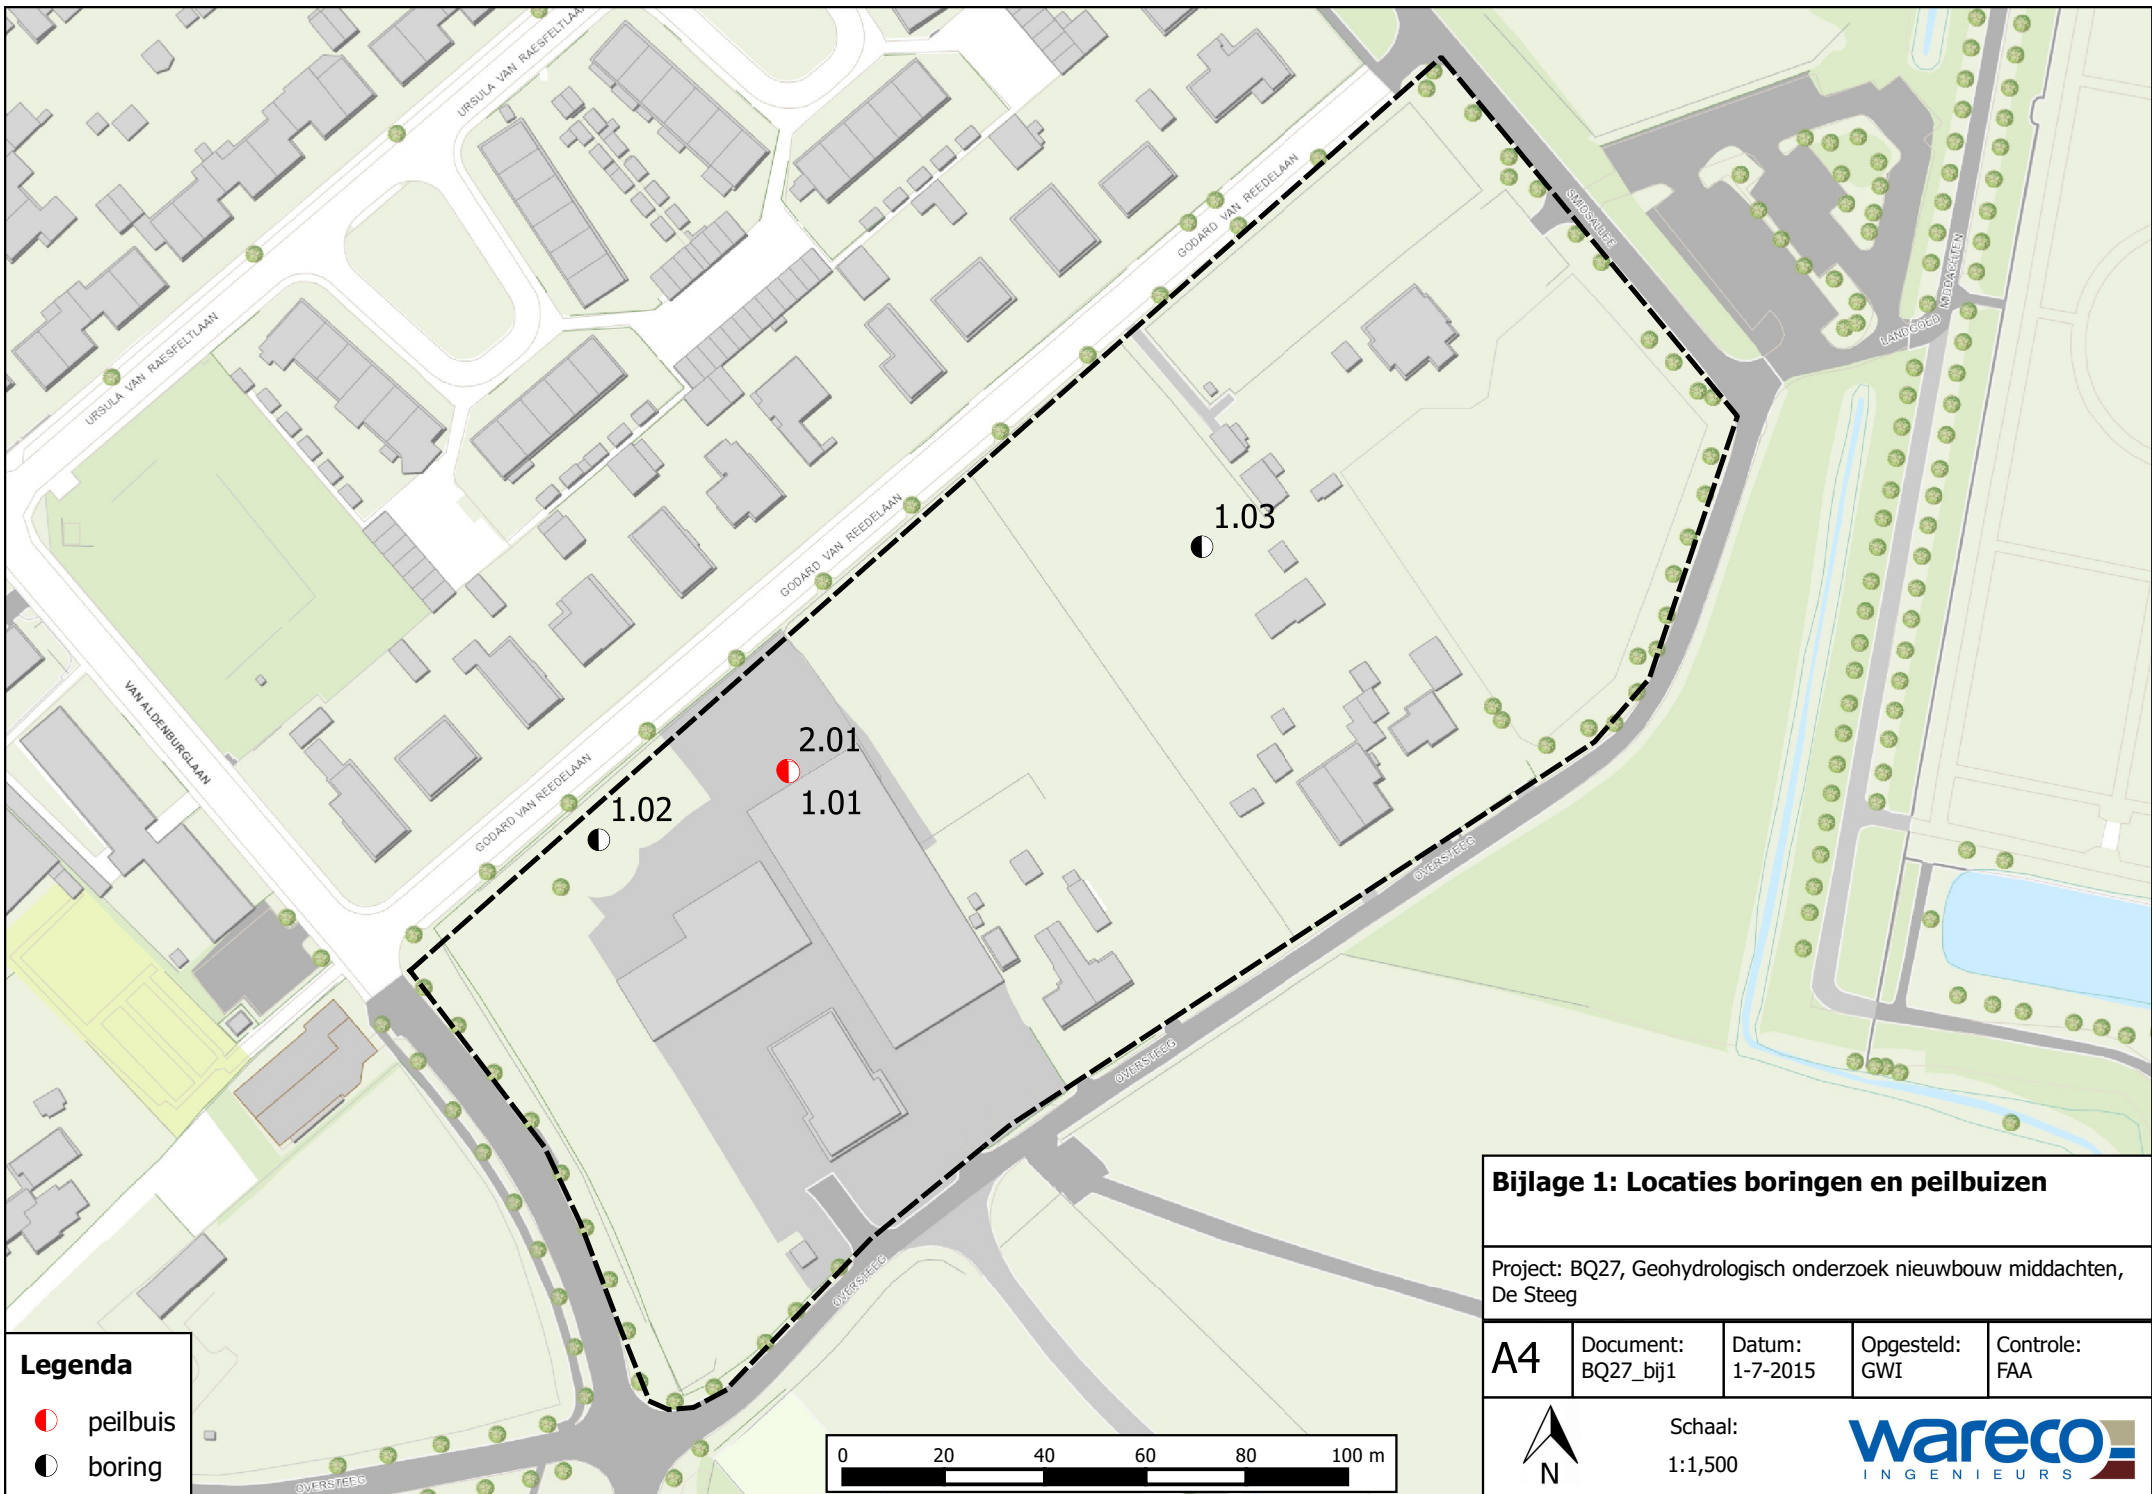 URSULA VAN RAESFELTLAAN
URSULA VAN RAESFELTLAAN
GODARD VAN REEDELAAN
SMIDSALLEE
MIDDACHTEN
LANDGOED
GODARD VAN REEDELAAN
1.03
VAN ALDENBURGLAAN
2.01
1.01
1.02
GODARD VAN REEDELAAN
OVERSTEEG
OVERSTEEG
OVERSTEEG
OVERSTEEG
Legenda
peilbuis
boring
0 20 40 60 80 100 m
Bijlage 1: Locaties boringen en peilbuizen
Project: BQ27, Geohydrologisch onderzoek nieuwbouw middachten,
De Steeg
A4
Document:
BQ27_bij1
Datum:
1-7-2015
Opgesteld:
GWI
Controle:
FAA
N
Schaal:
1:1,500
wareco
INGENIEURS